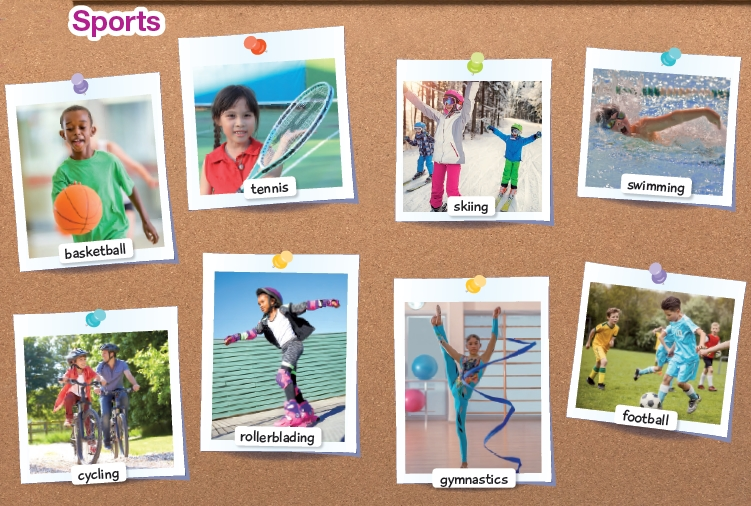 Sports
basketball
tennis
skiing
swimming
cycling
rollerblading
gymnastics
football